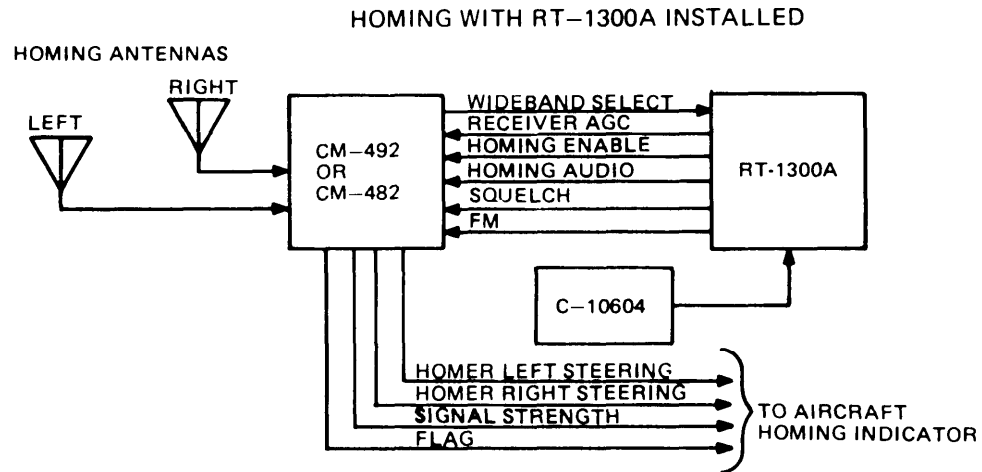 HOMING WITH RT–1300A INSTALLED
HOMING ANTENNAS
RIGHT
LEFT
CM–492
OR
CM–482
WIDEBAND SELECT
RECEIVER AGC
HOMING ENABLE
HOMING AUDIO
SQUELCH
FM
RT-1300A
C–10604
HOMER LEFT STEERING
HOMER RIGHT STEERING
SIGNAL STRENGTH
FLAG
TO AIRCRAFT
HOMING INDICATOR